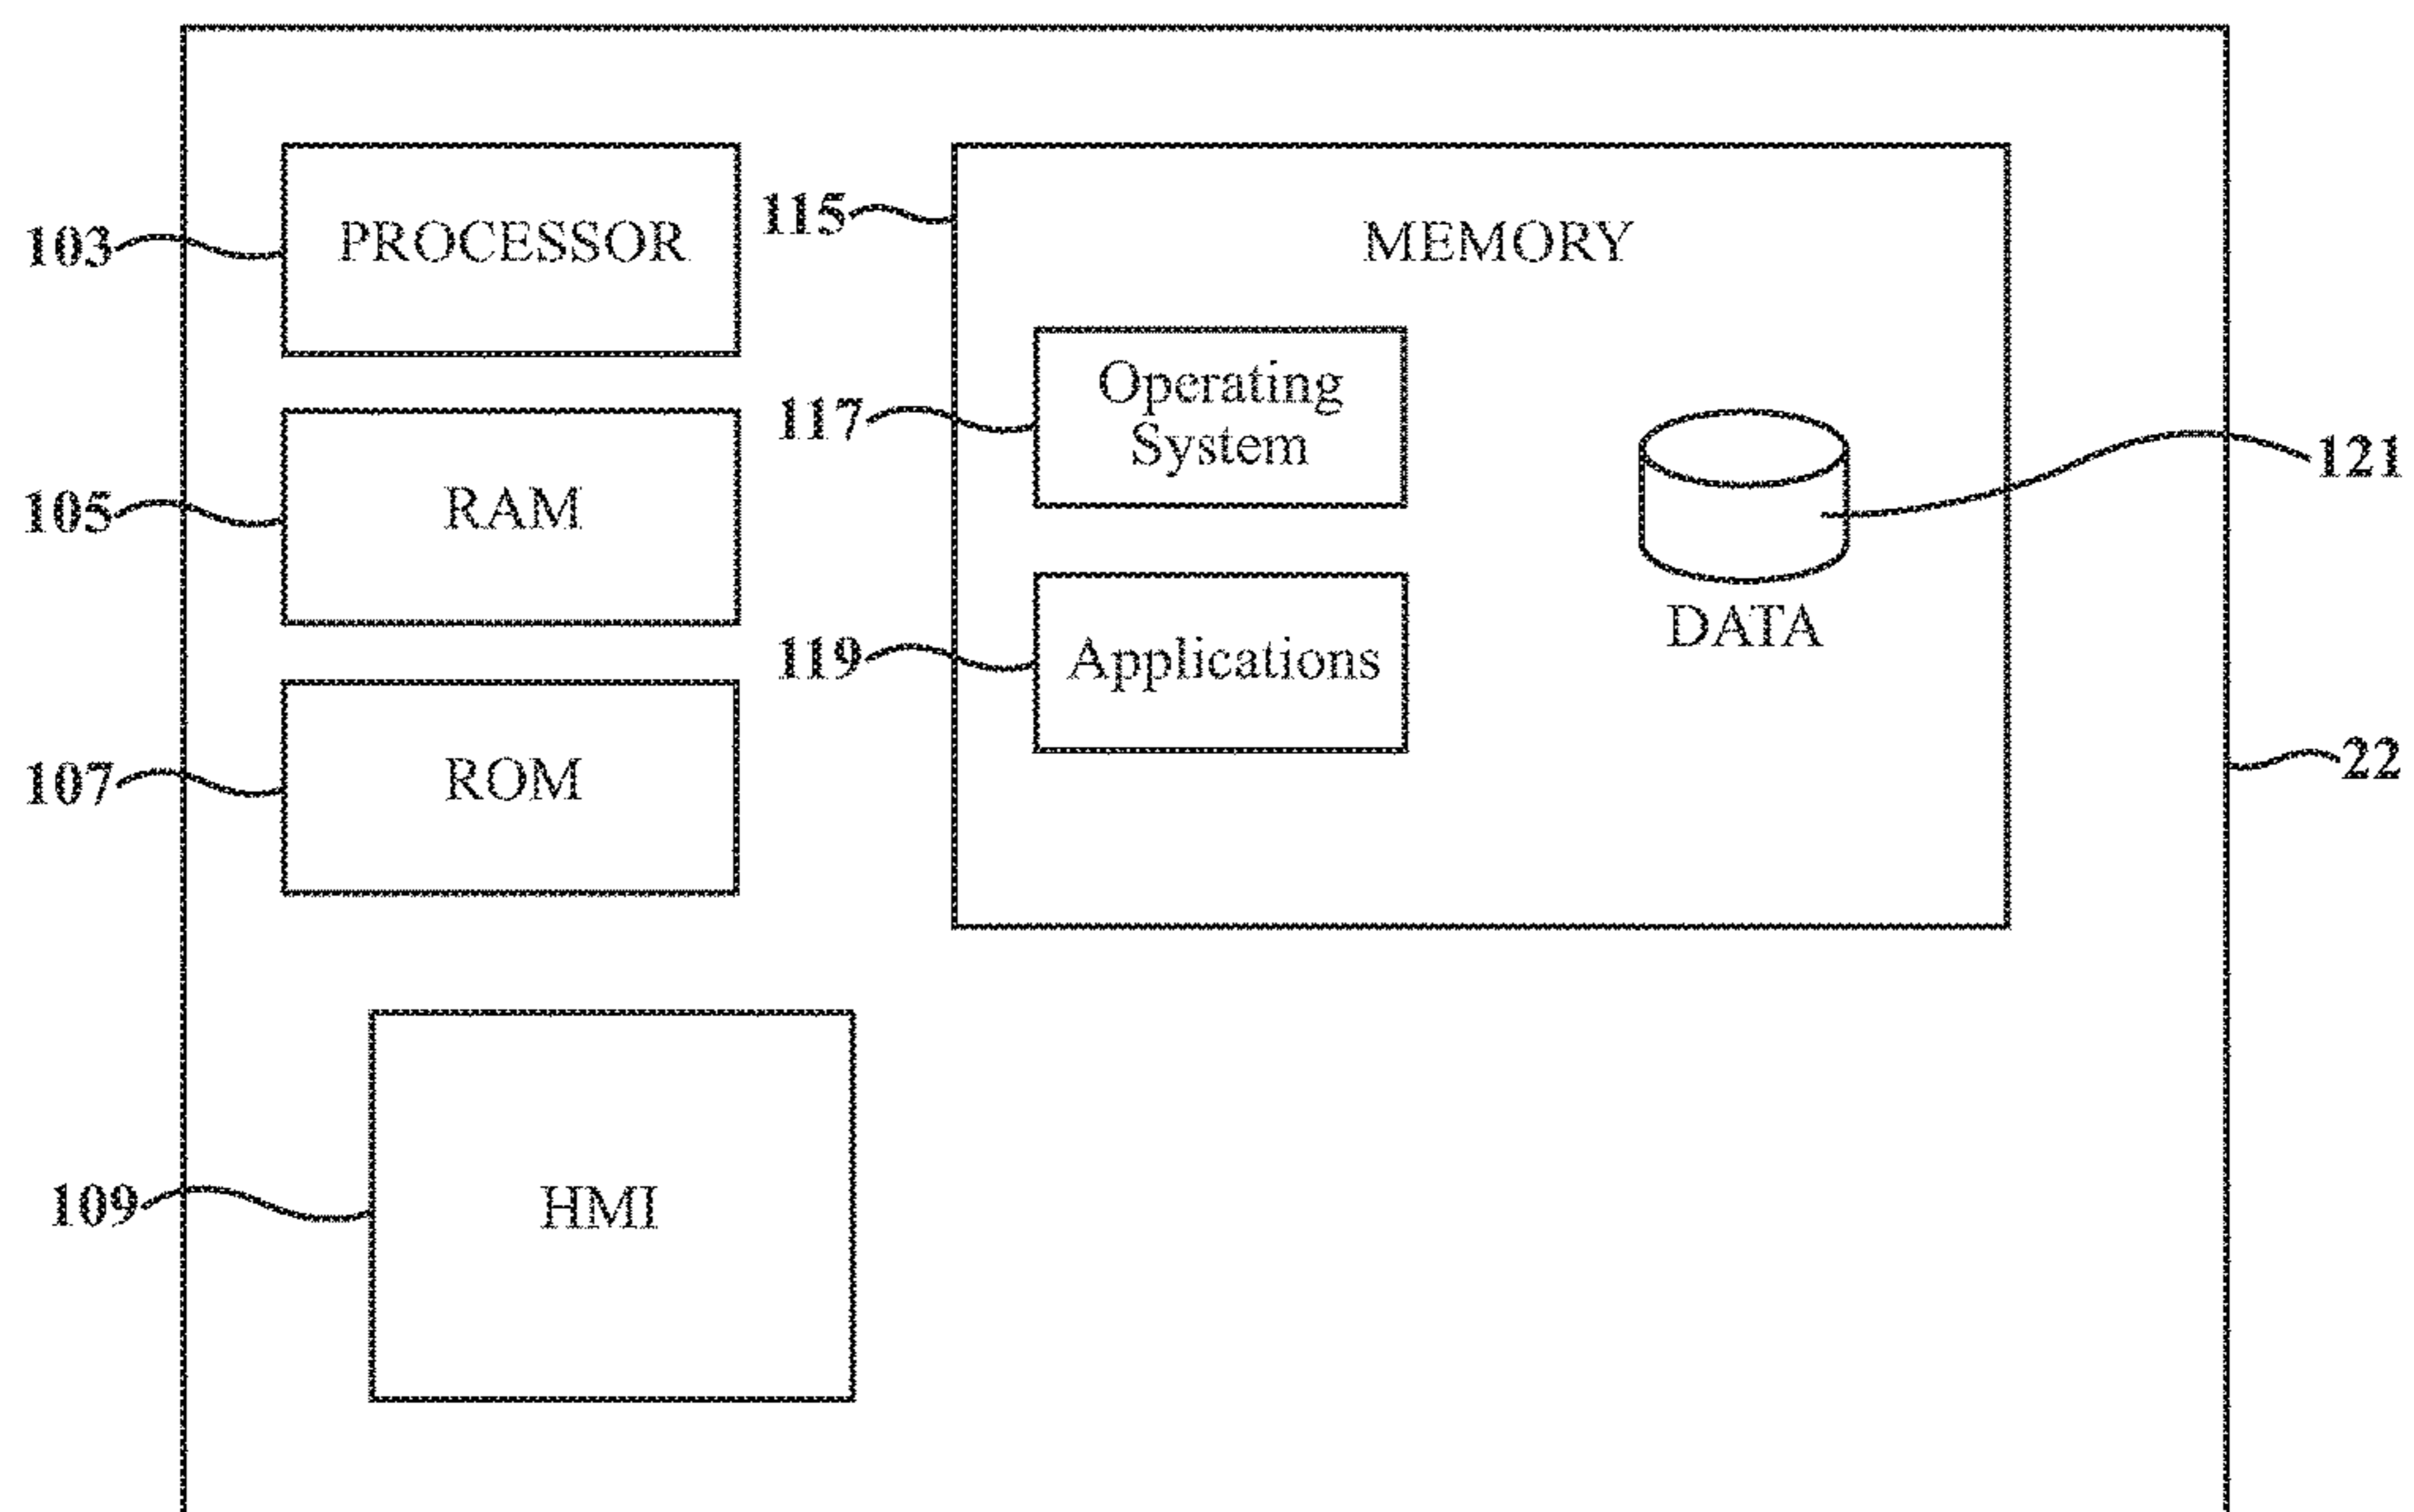 103
PROCESSOR
115
MEMORY
117
Operating
System
121
105
RAM
119
Applications
DATA
107
ROM
22
109
HMI